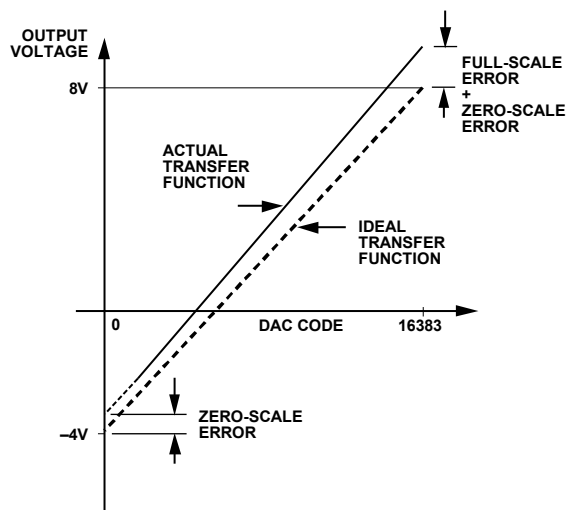 OUTPUT
VOLTAGE
8V
FULL-SCALE
ERROR
+
ZERO-SCALE
ERROR
ACTUAL
TRANSFER
FUNCTION
IDEAL
TRANSFER
FUNCTION
0
DAC CODE
16383
ZERO-SCALE
ERROR
–4V